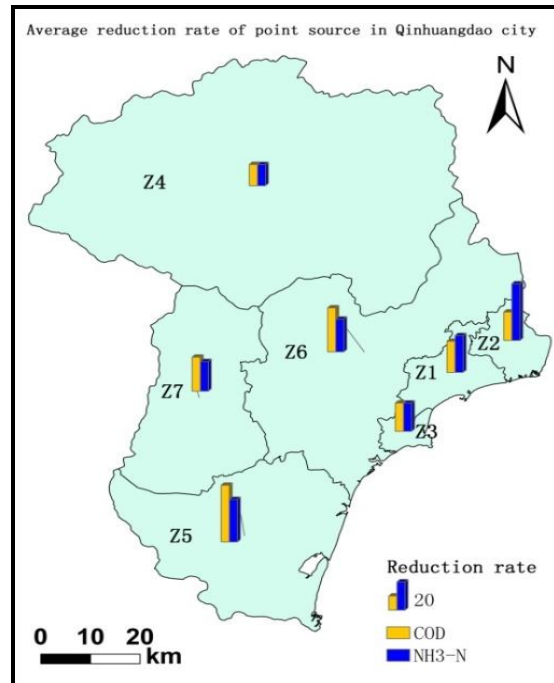 Average reduction rate of point source in Qinhuangdao city
N
Z4
Z6
Z2
Z1
Z7
Z3
Z5
Reduction rate
20
COD
NH3-N
0 10 20
km